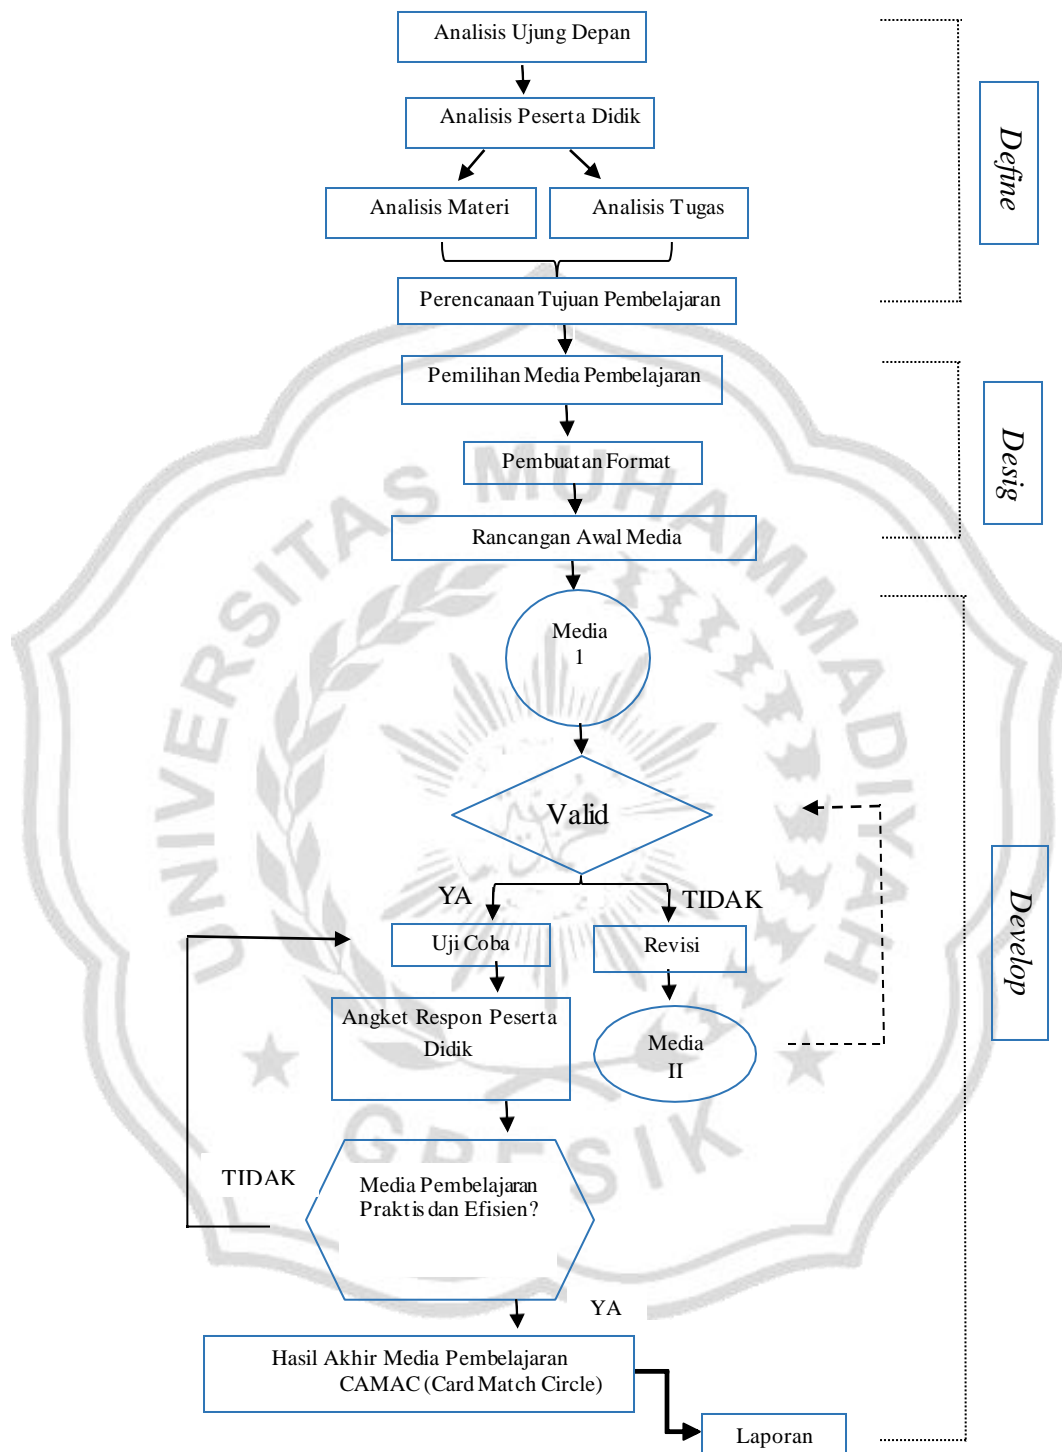 Analisis Ujung Depan
Analisis Peserta Didik
Analisis Materi
Analisis Tugas
Perencanaan Tujuan Pembelajaran
Define
Pemilihan Media Pembelajaran
Pembuatan Format
Rancangan Awal Media
Desig
Media
1
Valid
YA
TIDAK
Uji Coba
Revisi
Angket Respon Peserta
Didik
Media
II
Develop
TIDAK
Media Pembelajaran
Praktis dan Efisien?
YA
Hasil Akhir Media Pembelajaran
CAMAC (Card Match Circle)
Laporan
UNIVERSITAS MUHAMMADIYAH
GRESIK